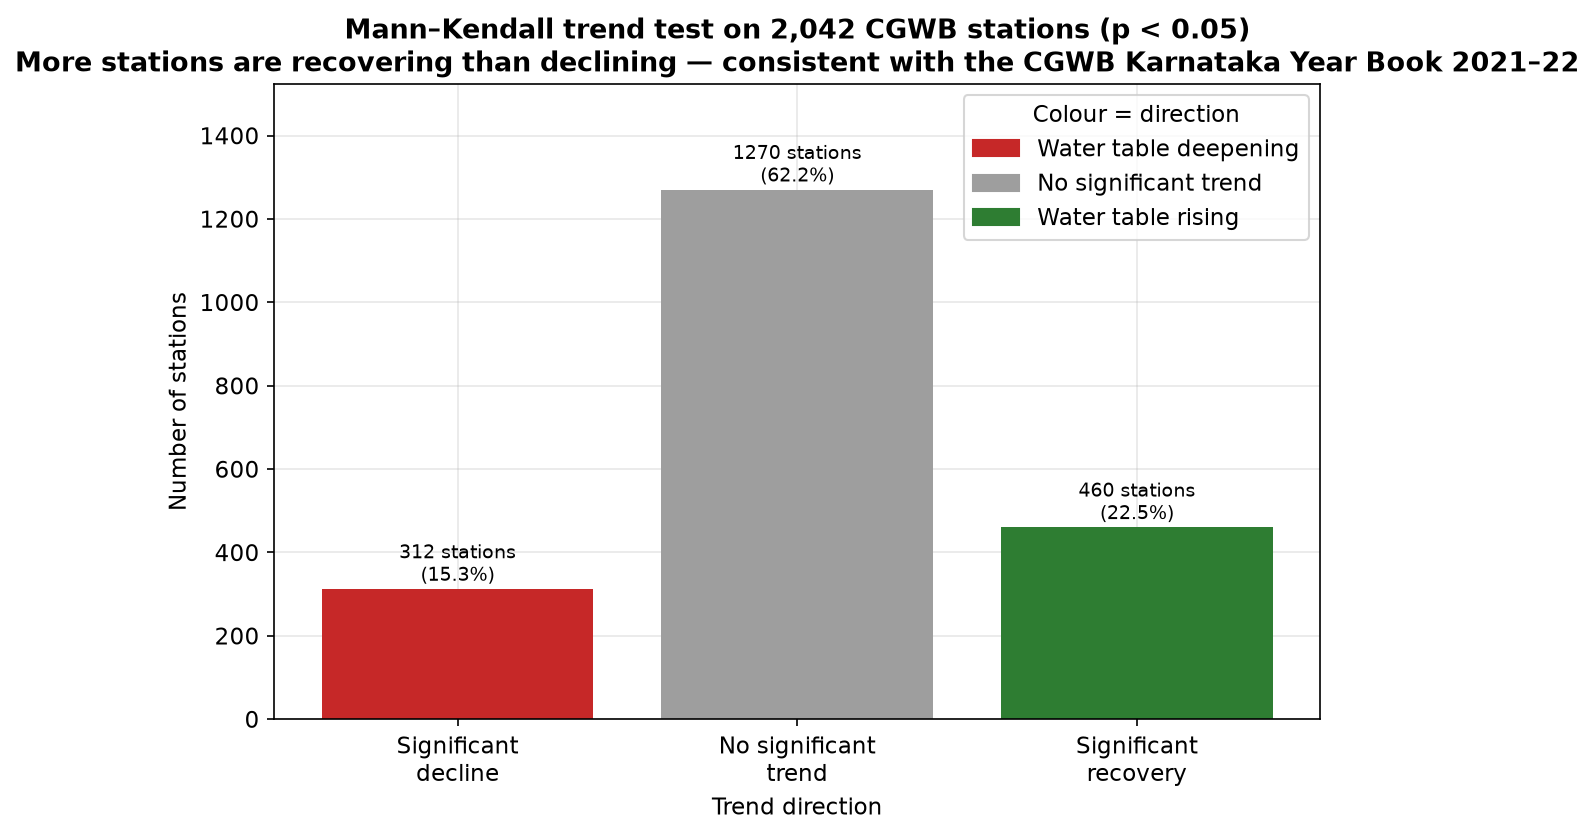 Mann–Kendall trend test on 2,042 CGWB stations (p < 0.05)
More stations are recovering than declining — consistent with the CGWB Karnataka Year Book 2021–22
Colour = direction
Water table deepening
No significant trend
Water table rising
Number of stations
1400
1200
1000
800
600
400
200
0
312 stations
(15.3%)
1270 stations
(62.2%)
460 stations
(22.5%)
Significant
decline
No significant
trend
Significant
recovery
Trend direction